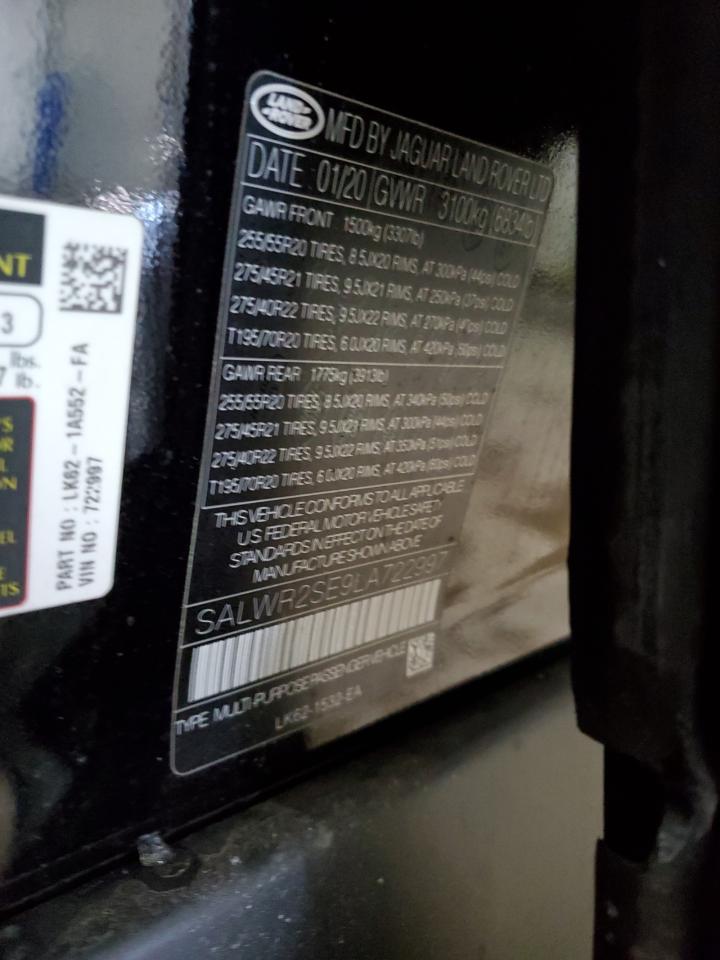 LAND ROVER
MFD BY JAGUAR LAND ROVER LTD
DATE 01/20 GVWR 3100kg
GAWR FRONT 1500kg (3307lb)
255/55R20 TIRES, 8.5JX20 RIMS, AT 300kPa (44psi) COLD
275/45R21 TIRES, 9.5JX21 RIMS, AT 250kPa (37psi) COLD
275/40R22 TIRES, 9.5JX22 RIMS, AT 270kPa (41psi) COLD
T195/70R20 TIRES, 6.0JX20 RIMS, AT 420kPa (60psi) COLD
GAWR REAR 1775kg (3913lb)
255/55R20 TIRES, 8.5JX20 RIMS, AT 340kPa (50psi) COLD
275/45R21 TIRES, 9.5JX21 RIMS, AT 300kPa (44psi) COLD
275/40R22 TIRES, 9.5JX22 RIMS, AT 350kPa (51psi) COLD
T195/70R20 TIRES, 6.0JX20 RIMS, AT 420kPa (60psi) COLD
THIS VEHICLE CONFORMS TO ALL APPLICABLE
U.S. FEDERAL MOTOR VEHICLE SAFETY
STANDARDS IN EFFECT ON THE DATE OF
MANUFACTURE SHOWN ABOVE
SALWR2SE9LA722997
TYPE MULTI-PURPOSE PASSENGER VEHICLE
LK62-1532-EA
NT
3
lbs.
7 lb.
PART NO : LK62-1A552-FA
VIN NO : 722997